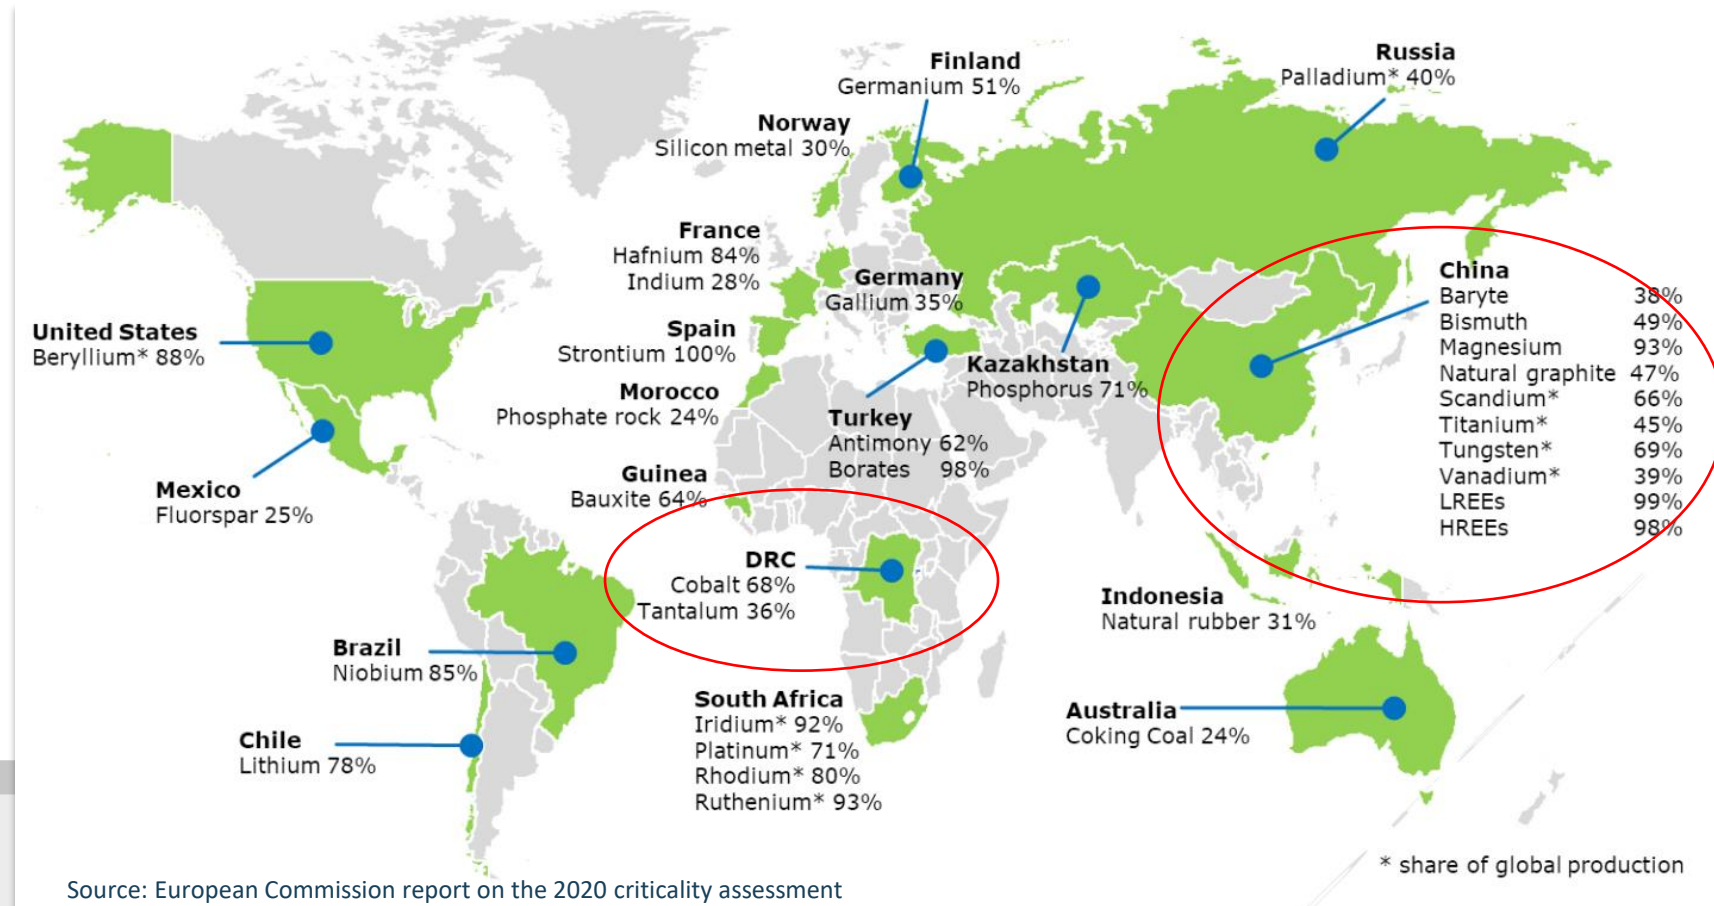 Finland
Germanium 51%
Russia
Palladium* 40%
Norway
Silicon metal 30%
France
Hafnium 84%
Indium 28%
Germany
Gallium 35%
China
Baryte 38%
Bismuth 49%
Magnesium 93%
Natural graphite 47%
Scandium* 66%
Titanium* 45%
Tungsten* 69%
Vanadium* 39%
LREEs 99%
HREEs 98%
United States
Beryllium* 88%
Spain
Strontium 100%
Kazakhstan
Phosphorus 71%
Morocco
Phosphate rock 24%
Turkey
Antimony 62%
Borates 98%
Mexico
Fluorspar 25%
Guinea
Bauxite 64%
DRC
Cobalt 68%
Tantalum 36%
Indonesia
Natural rubber 31%
Brazil
Niobium 85%
South Africa
Iridium* 92%
Platinum* 71%
Rhodium* 80%
Ruthenium* 93%
Australia
Coking Coal 24%
Chile
Lithium 78%
* share of global production
Source: European Commission report on the 2020 criticality assessment